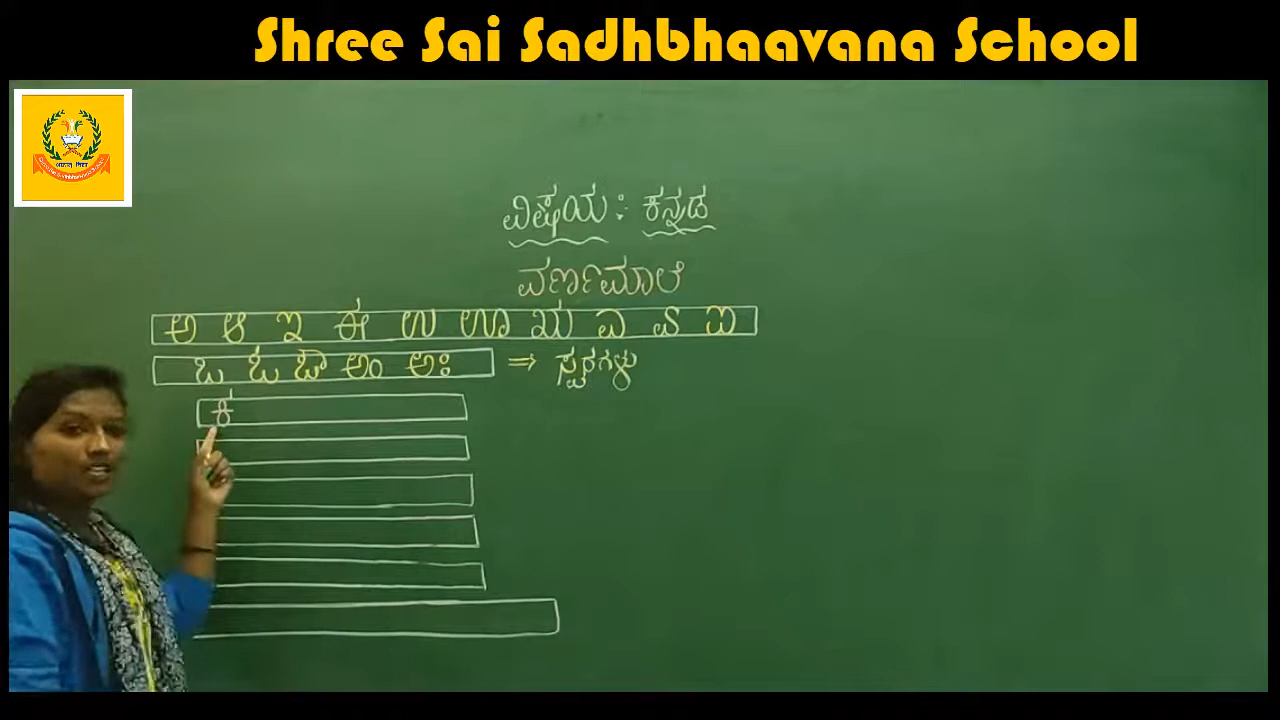 Shree Sai Sadhbhaavana School
ವಿಷಯ : ಕನ್ನಡ
ವರ್ಣಮಾಲೆ
ಅ ಆ ಇ ಈ ಉ ಊ ಋ ಎ ಏ ಐ
ಒ ಓ ಔ ಅಂ ಅಃ ⇒ ಸ್ವರಗಳು
ಕ